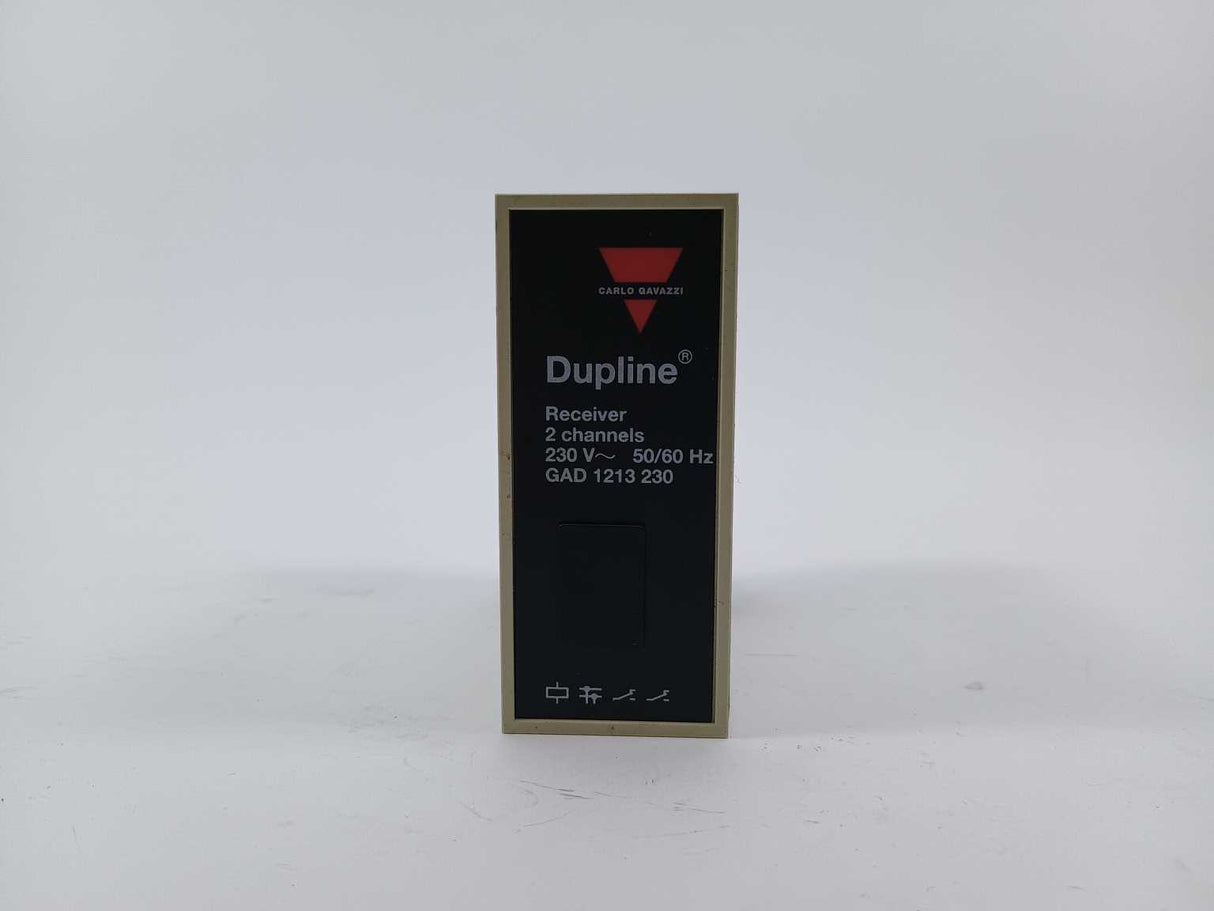 CARLO GAVAZZI
Dupline®
Receiver
2 channels
230 V~ 50/60 Hz
GAD 1213 230